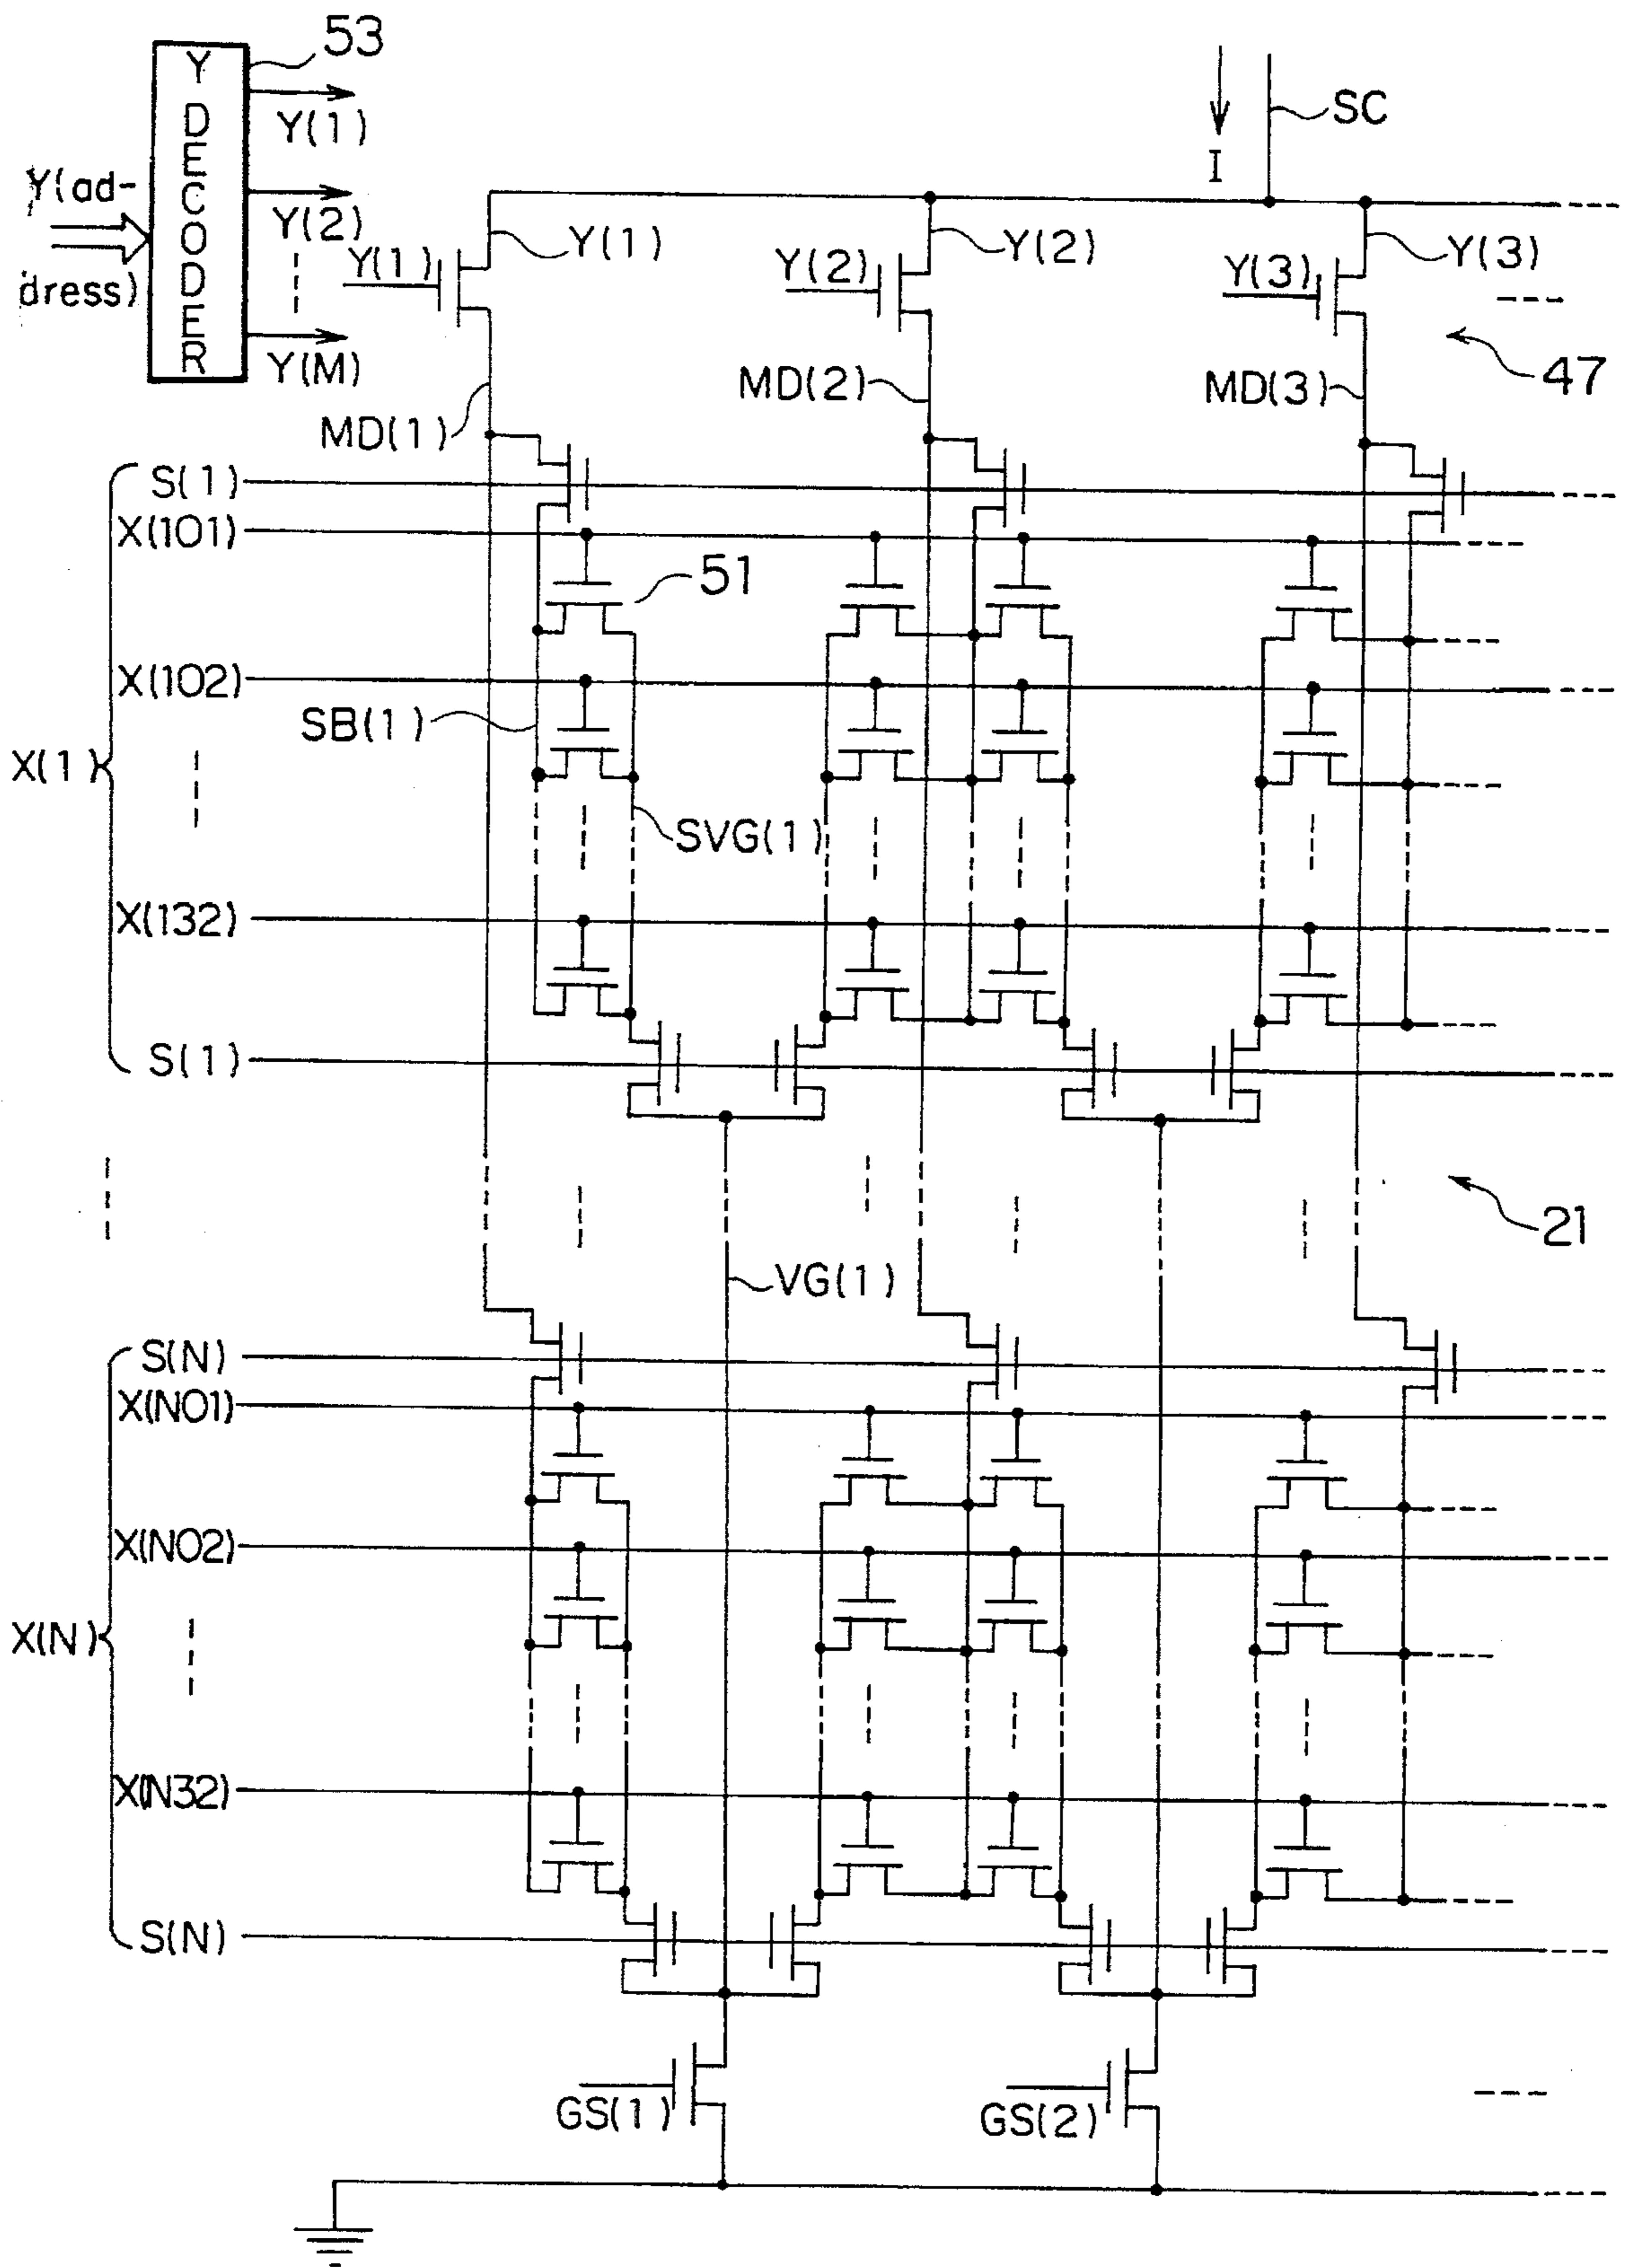 53
Y DECODER
Y(1)
SC
I
Y(ad-
dress)
Y(2)
Y(M)
Y(1)
Y(1)
Y(2)
Y(2)
Y(3)
Y(3)
47
MD(1)
MD(2)
MD(3)
S(1)
X(101)
51
X(102)
SB(1)
X(1)
SVG(1)
X(132)
S(1)
21
VG(1)
S(N)
X(N01)
X(N02)
X(N)
X(N32)
S(N)
GS(1)
GS(2)